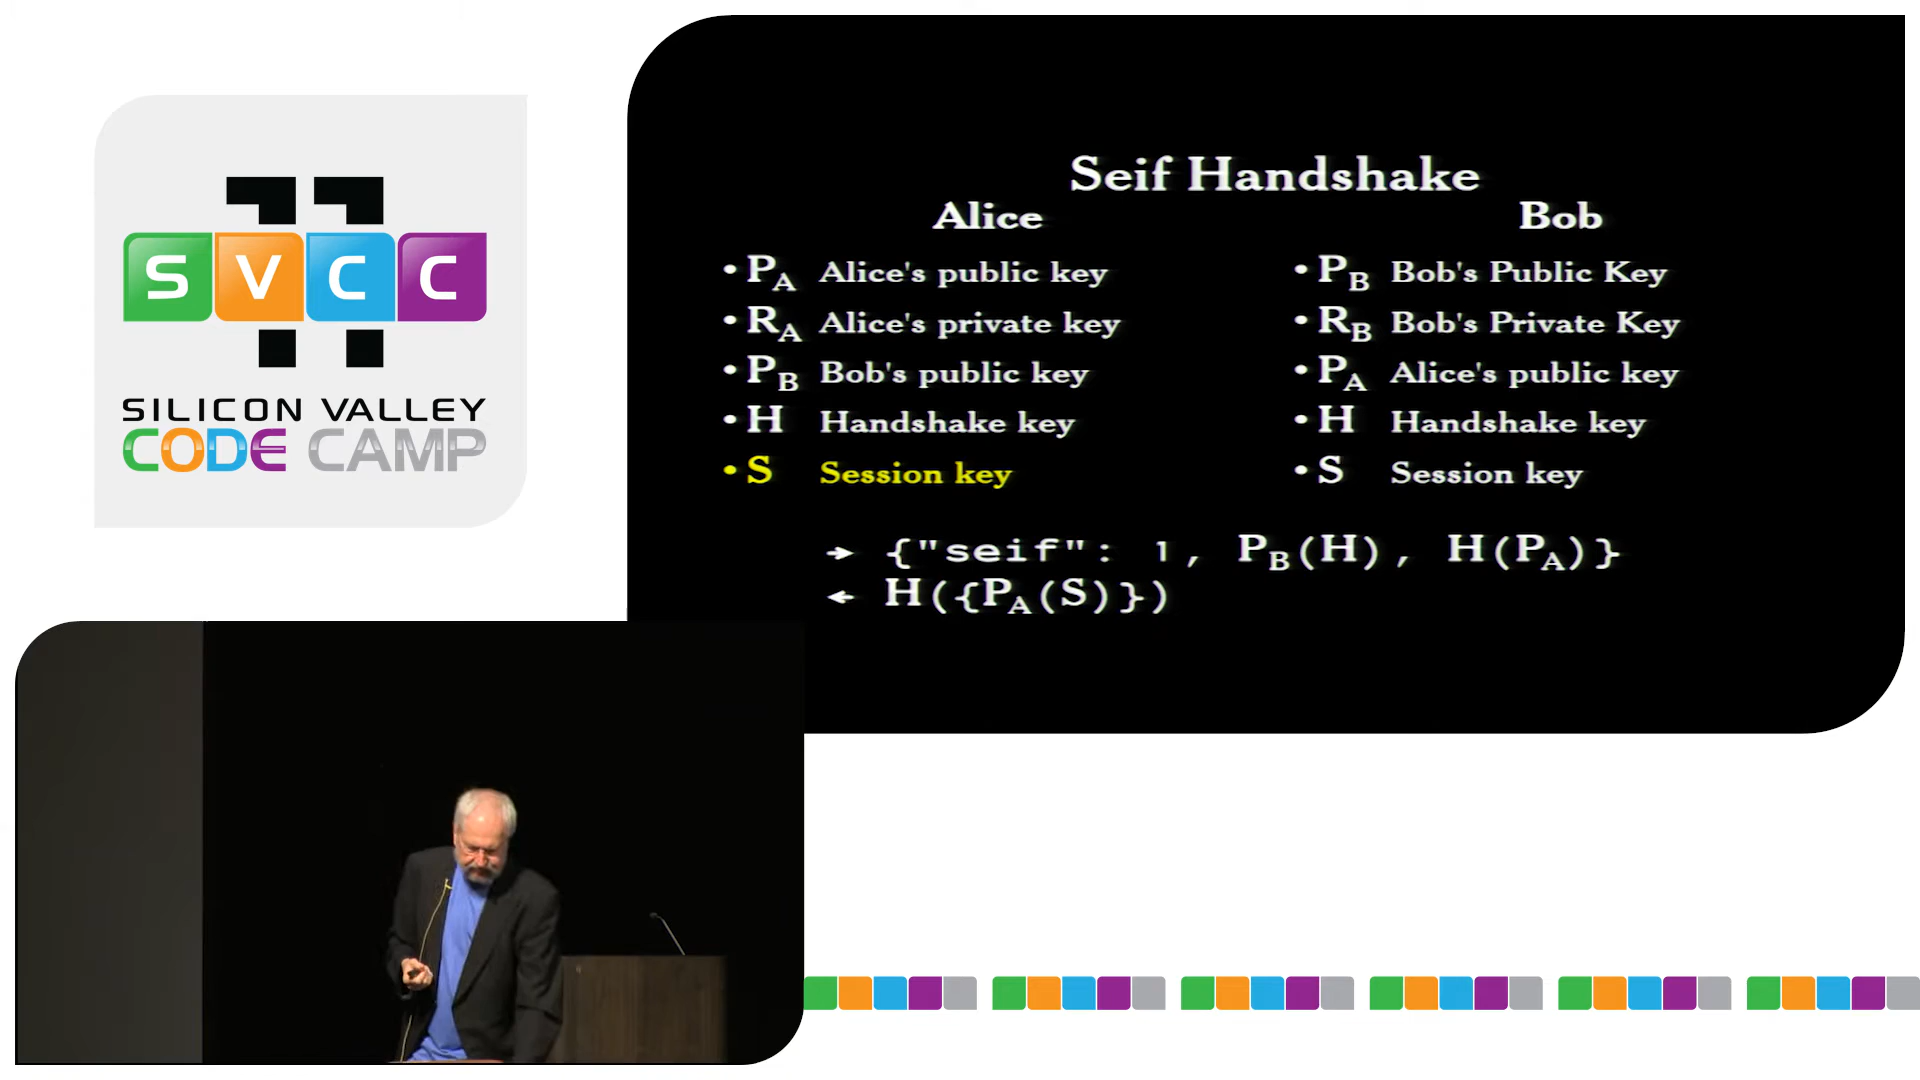 SVCC
SILICON VALLEY
CODE CAMP
Seif Handshake
Alice
• P_A Alice's public key
• R_A Alice's private key
• P_B Bob's public key
• H Handshake key
• S Session key
Bob
• P_B Bob's Public Key
• R_B Bob's Private Key
• P_A Alice's public key
• H Handshake key
• S Session key
→ {"seif": 1, P_B(H), H(P_A)}
← H({P_A(S)})